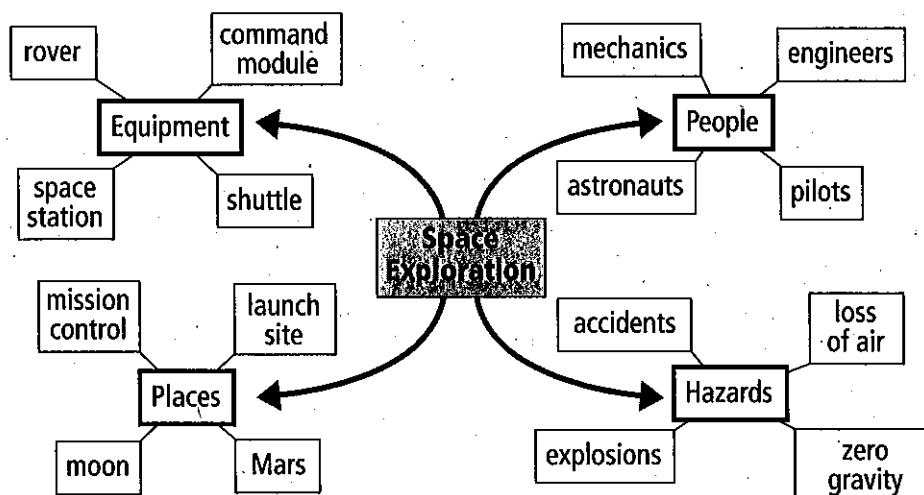 rover
command
module
Equipment
space
station
shuttle
mechanics
engineers
People
astronauts
pilots
Space
Exploration
mission
control
launch
site
Places
moon
Mars
accidents
loss
of air
Hazards
explosions
zero
gravity